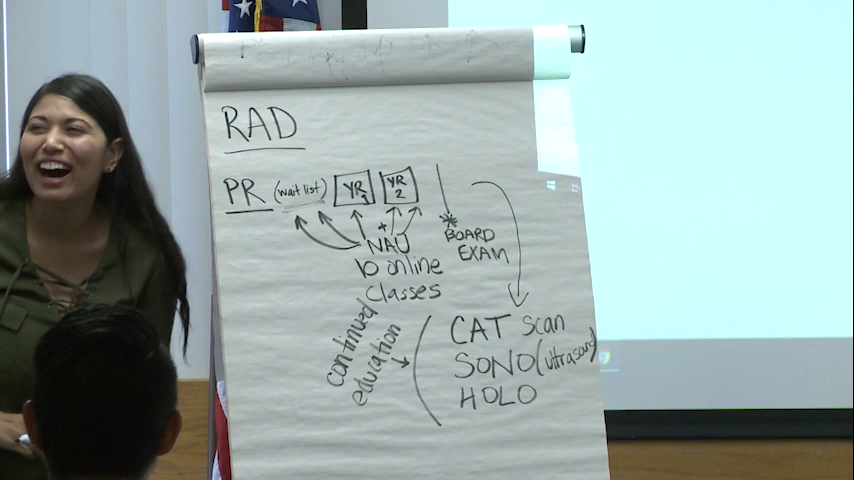 RAD
PR (wait list) YR 1 YR 2
* BOARD EXAM
+
NAU
10 online
classes
continued
education
CAT scan
SONO (ultrasound)
HOLO